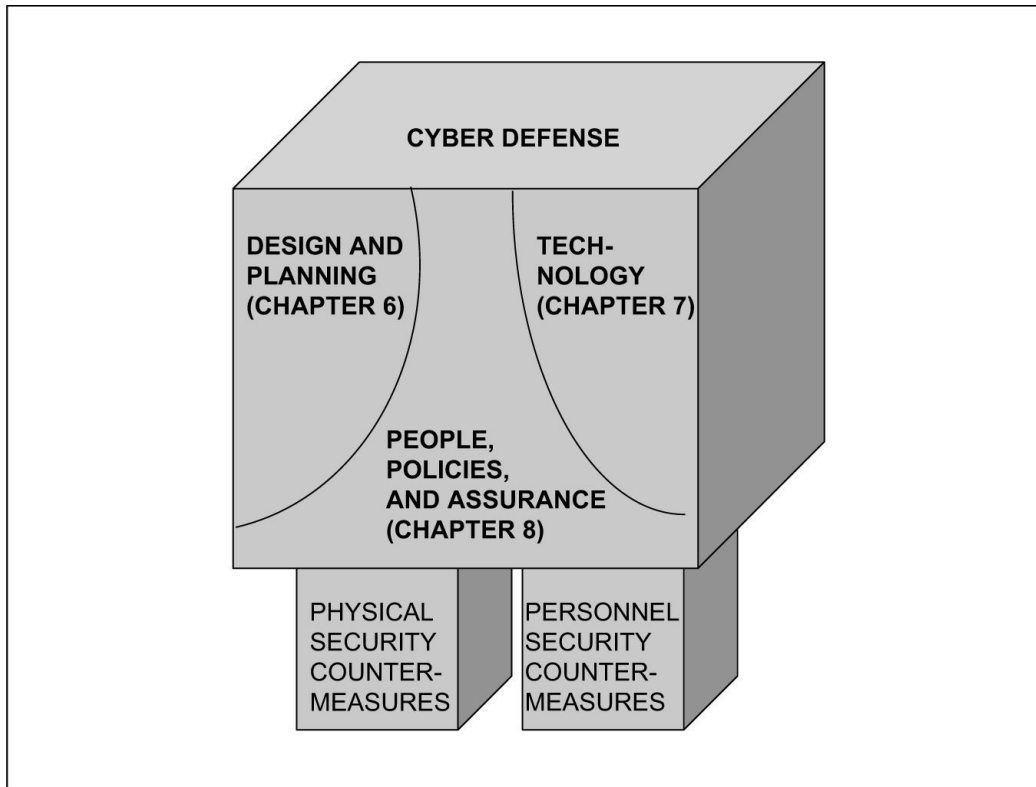 CYBER DEFENSE
DESIGN AND
PLANNING
(CHAPTER 6)
TECH-
NOLOGY
(CHAPTER 7)
PEOPLE,
POLICIES,
AND ASSURANCE
(CHAPTER 8)
PHYSICAL
SECURITY
COUNTER-
MEASURES
PERSONNEL
SECURITY
COUNTER-
MEASURES